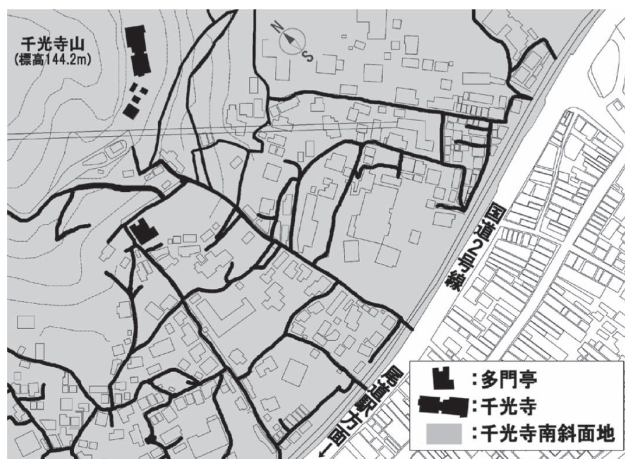 千光寺山
(標高144.2m)
N
S
国道2号線
尾道駅方面→
:多門亭
:千光寺
:千光寺南斜面地